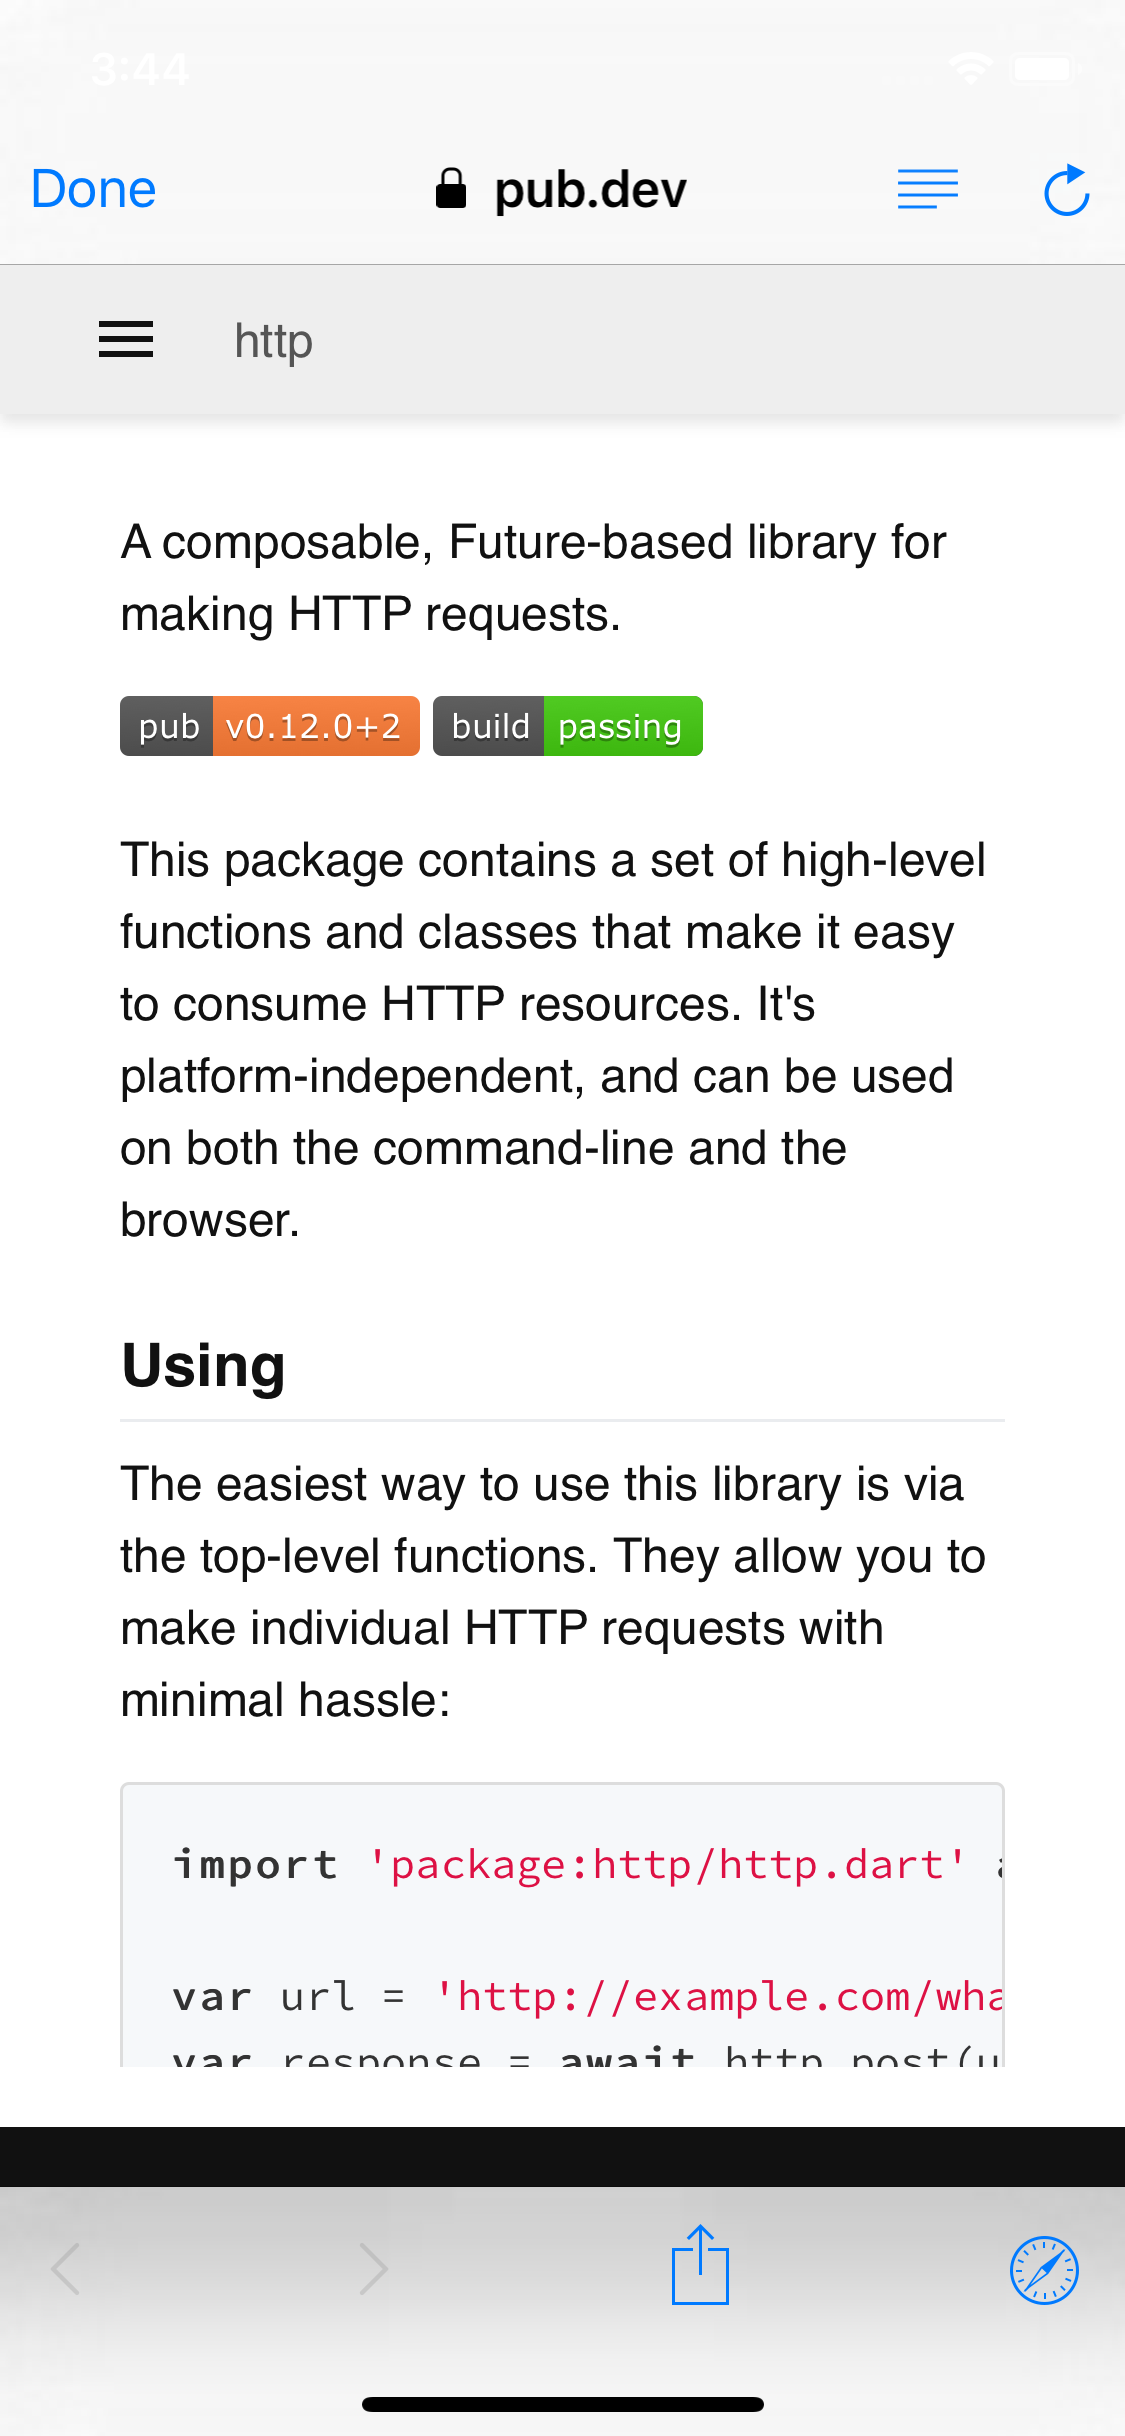 3:44
Done pub.dev
http
A composable, Future-based library for
making HTTP requests.
pub v0.12.0+2 build passing
This package contains a set of high-level
functions and classes that make it easy
to consume HTTP resources. It's
platform-independent, and can be used
on both the command-line and the
browser.
Using
The easiest way to use this library is via
the top-level functions. They allow you to
make individual HTTP requests with
minimal hassle:
import 'package:http/http.dart'
var url = 'http://example.com/wha
var response = await http.post(u